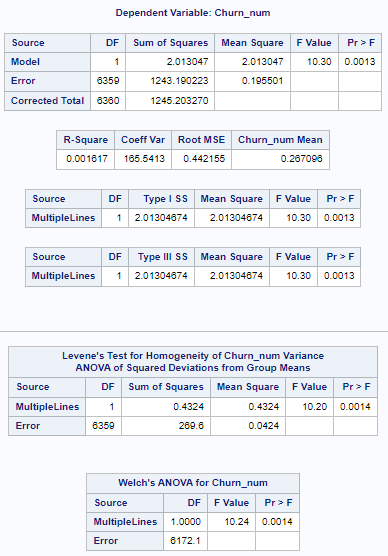 Dependent Variable: Churn_num
Source DF Sum of Squares Mean Square F Value Pr > F
Model 1 2.013047 2.013047 10.30 0.0013
Error 6359 1243.190223 0.195501
Corrected Total 6360 1245.203270
R-Square Coeff Var Root MSE Churn_num Mean
0.001617 165.5413 0.442155 0.267096
Source DF Type I SS Mean Square F Value Pr > F
MultipleLines 1 2.01304674 2.01304674 10.30 0.0013
Source DF Type III SS Mean Square F Value Pr > F
MultipleLines 1 2.01304674 2.01304674 10.30 0.0013
Levene's Test for Homogeneity of Churn_num Variance
ANOVA of Squared Deviations from Group Means
Source DF Sum of Squares Mean Square F Value Pr > F
MultipleLines 1 0.4324 0.4324 10.20 0.0014
Error 6359 269.6 0.0424
Welch's ANOVA for Churn_num
Source DF F Value Pr > F
MultipleLines 1.0000 10.24 0.0014
Error 6172.1